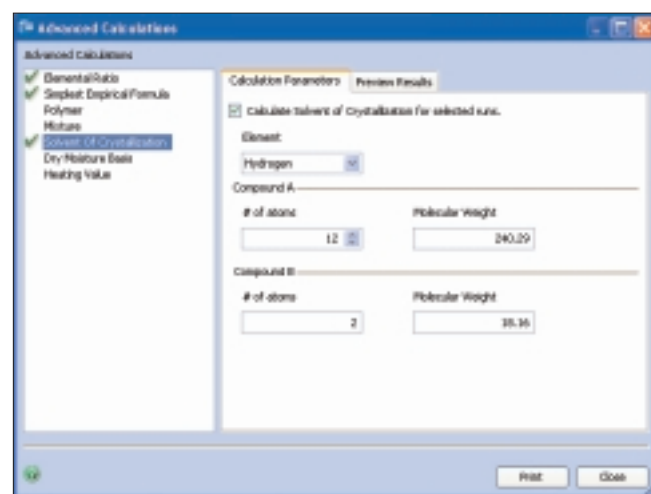 Advanced Calculations
Advanced Calculations
Elemental Ratio
Simplest Empirical Formula
Polymer
Mixture
Solvent Of Crystallization
Dry Moisture Basis
Heating Value
Calculation Parameters
Preview Results
Calculate Solvent of Crystallization for selected runs.
Element
Hydrogen
Compound A
# of atoms
Molecular Weight
12
240.29
Compound B
# of atoms
Molecular Weight
2
18.16
Print
Close